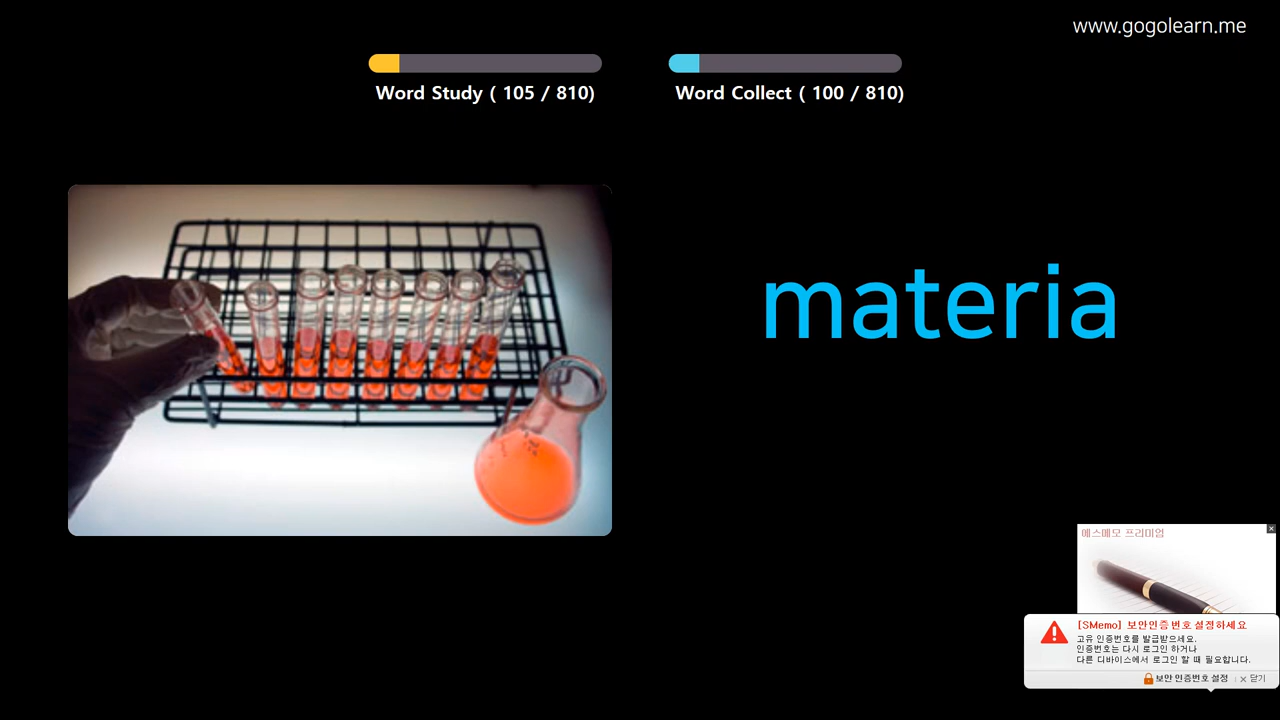 www.gogolearn.me
Word Study ( 105 / 810)
Word Collect ( 100 / 810)
materia
에스메모 프리미엄
[SMemo] 보안인증번호 설정하세요
고유 인증번호를 발급받으세요.
인증번호는 다시 로그인 하거나
다른 디바이스에서 로그인 할 때 필요합니다.
보안 인증번호 설정 | × 닫기